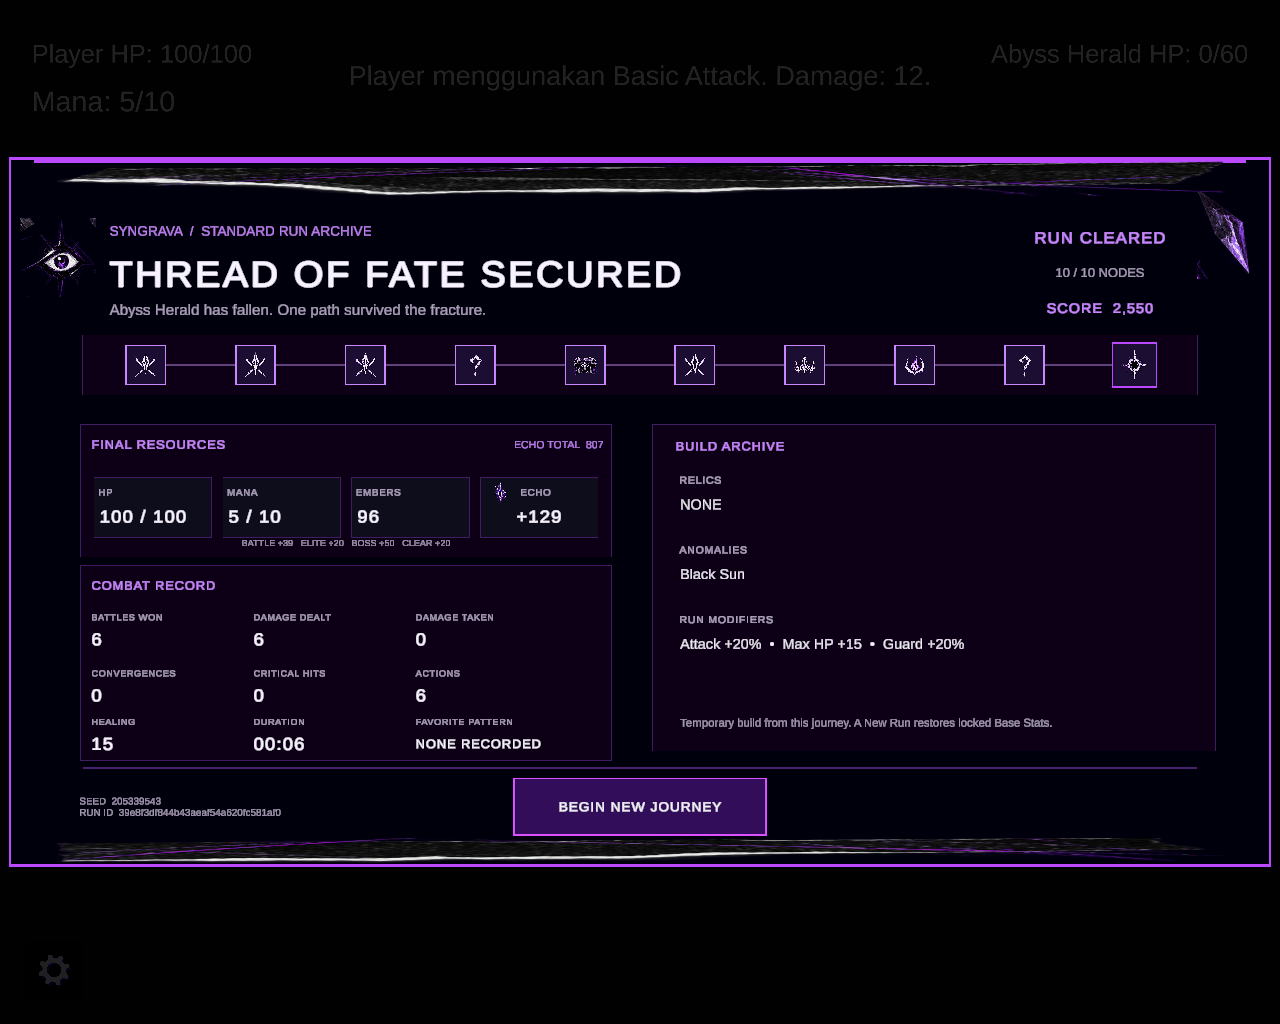 Player HP: 100/100
Abyss Herald HP: 0/60
Player menggunakan Basic Attack. Damage: 12.
Mana: 5/10
SYNGRAVA / STANDARD RUN ARCHIVE
THREAD OF FATE SECURED
Abyss Herald has fallen. One path survived the fracture.
RUN CLEARED
10 / 10 NODES
SCORE 2,550
FINAL RESOURCES
ECHO TOTAL 807
HP
100 / 100
MANA
5 / 10
EMBERS
96
ECHO
+129
BATTLE +39 ELITE +20 BOSS +50 CLEAR +20
COMBAT RECORD
BATTLES WON
6
DAMAGE DEALT
6
DAMAGE TAKEN
0
CONVERGENCES
0
CRITICAL HITS
0
ACTIONS
6
HEALING
15
DURATION
00:06
FAVORITE PATTERN
NONE RECORDED
BUILD ARCHIVE
RELICS
NONE
ANOMALIES
Black Sun
RUN MODIFIERS
Attack +20% • Max HP +15 • Guard +20%
Temporary build from this journey. A New Run restores locked Base Stats.
SEED 205339543
RUN ID 39e8f3df844b43aeaf54a620fc581af0
BEGIN NEW JOURNEY